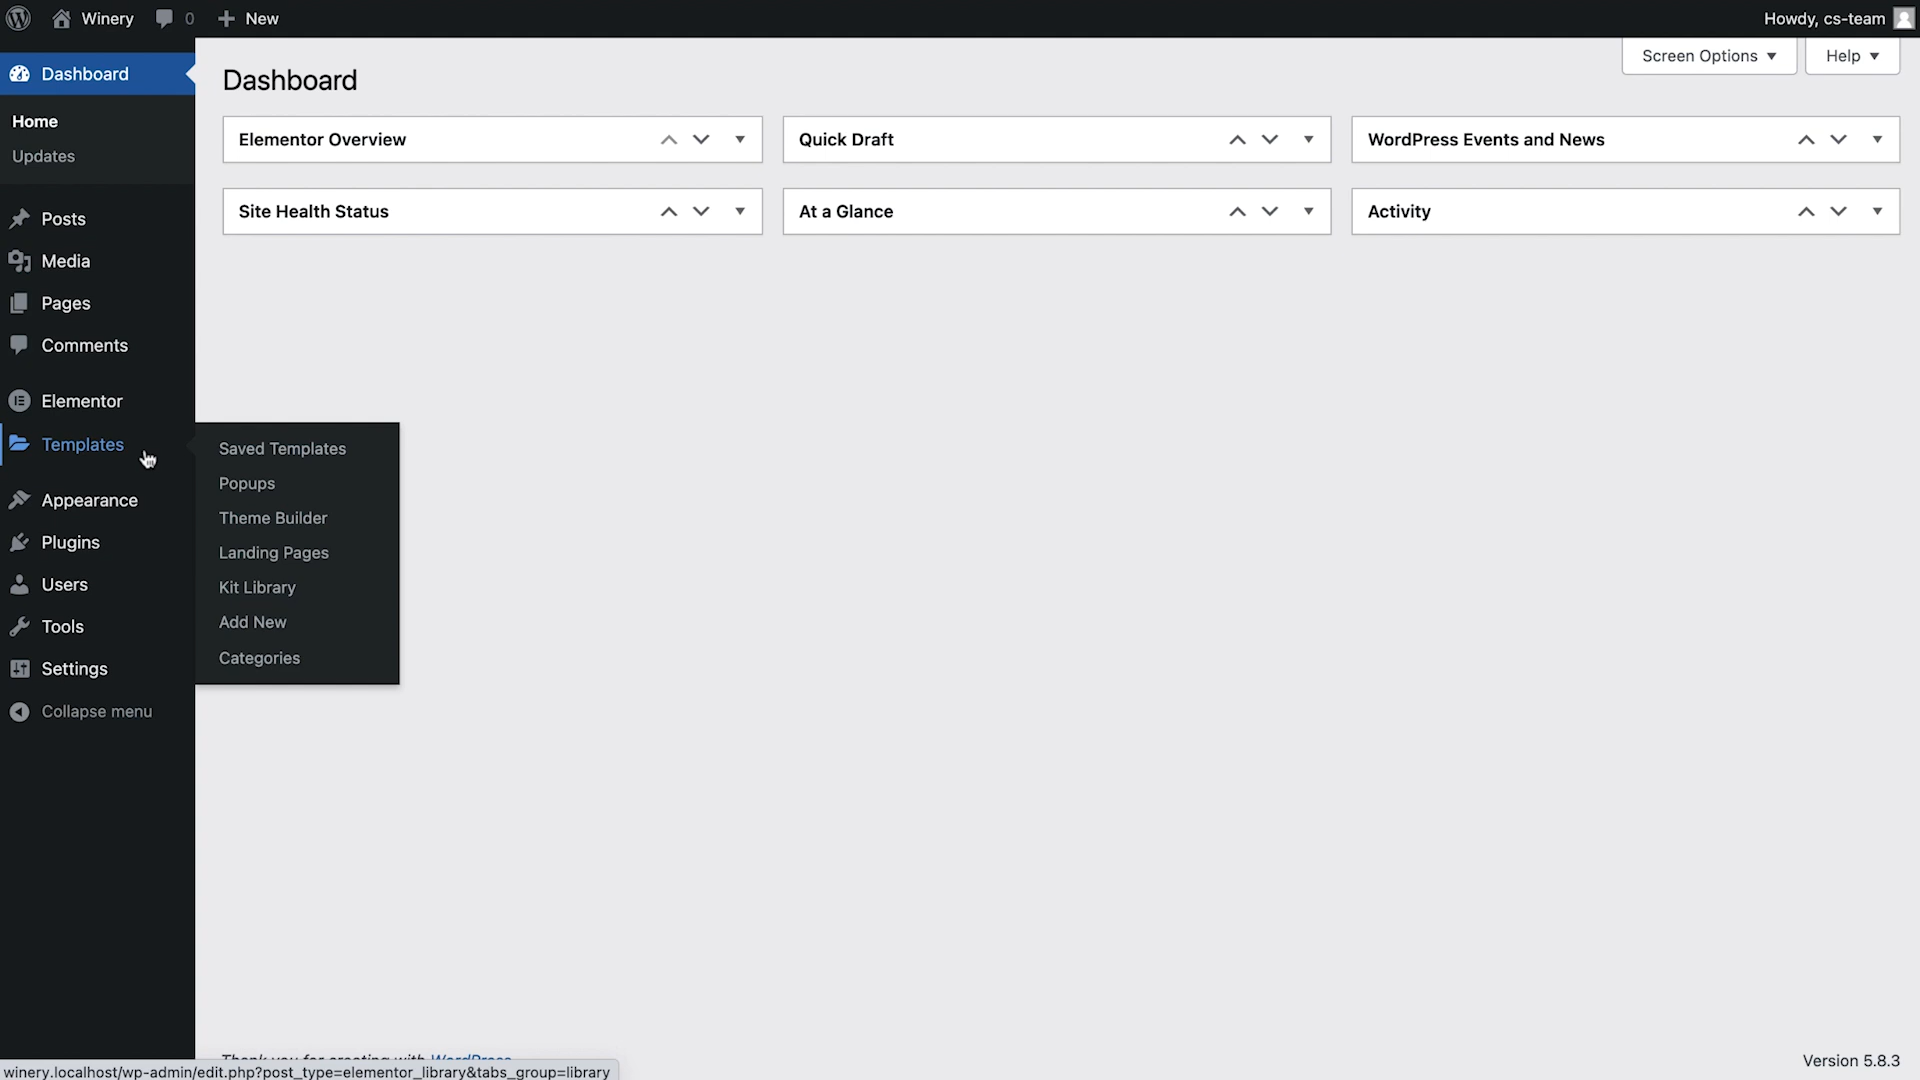 Winery
0
New
Howdy, cs-team
Screen Options
Help
Dashboard
Home
Updates
Posts
Media
Pages
Comments
Elementor
Templates
Appearance
Plugins
Users
Tools
Settings
Collapse menu
Saved Templates
Popups
Theme Builder
Landing Pages
Kit Library
Add New
Categories
Dashboard
Elementor Overview
Quick Draft
WordPress Events and News
Site Health Status
At a Glance
Activity
Thank you for creating with WordPress
Version 5.8.3
winery.localhost/wp-admin/edit.php?post_type=elementor_library&tabs_group=library